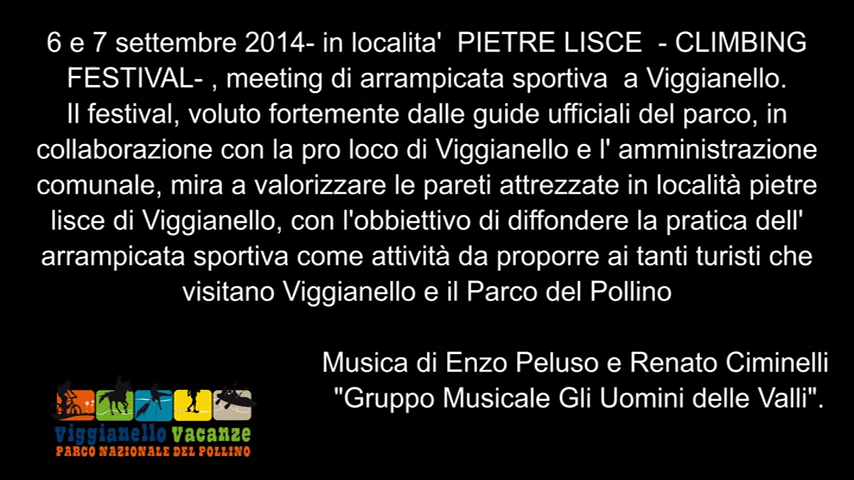 6 e 7 settembre 2014- in localita' PIETRE LISCE - CLIMBING
FESTIVAL- , meeting di arrampicata sportiva a Viggianello.
Il festival, voluto fortemente dalle guide ufficiali del parco, in
collaborazione con la pro loco di Viggianello e l' amministrazione
comunale, mira a valorizzare le pareti attrezzate in località pietre
lisce di Viggianello, con l'obbiettivo di diffondere la pratica dell'
arrampicata sportiva come attività da proporre ai tanti turisti che
visitano Viggianello e il Parco del Pollino
Musica di Enzo Peluso e Renato Ciminelli
"Gruppo Musicale Gli Uomini delle Valli".
Viggianello Vacanze
PARCO NAZIONALE DEL POLLINO